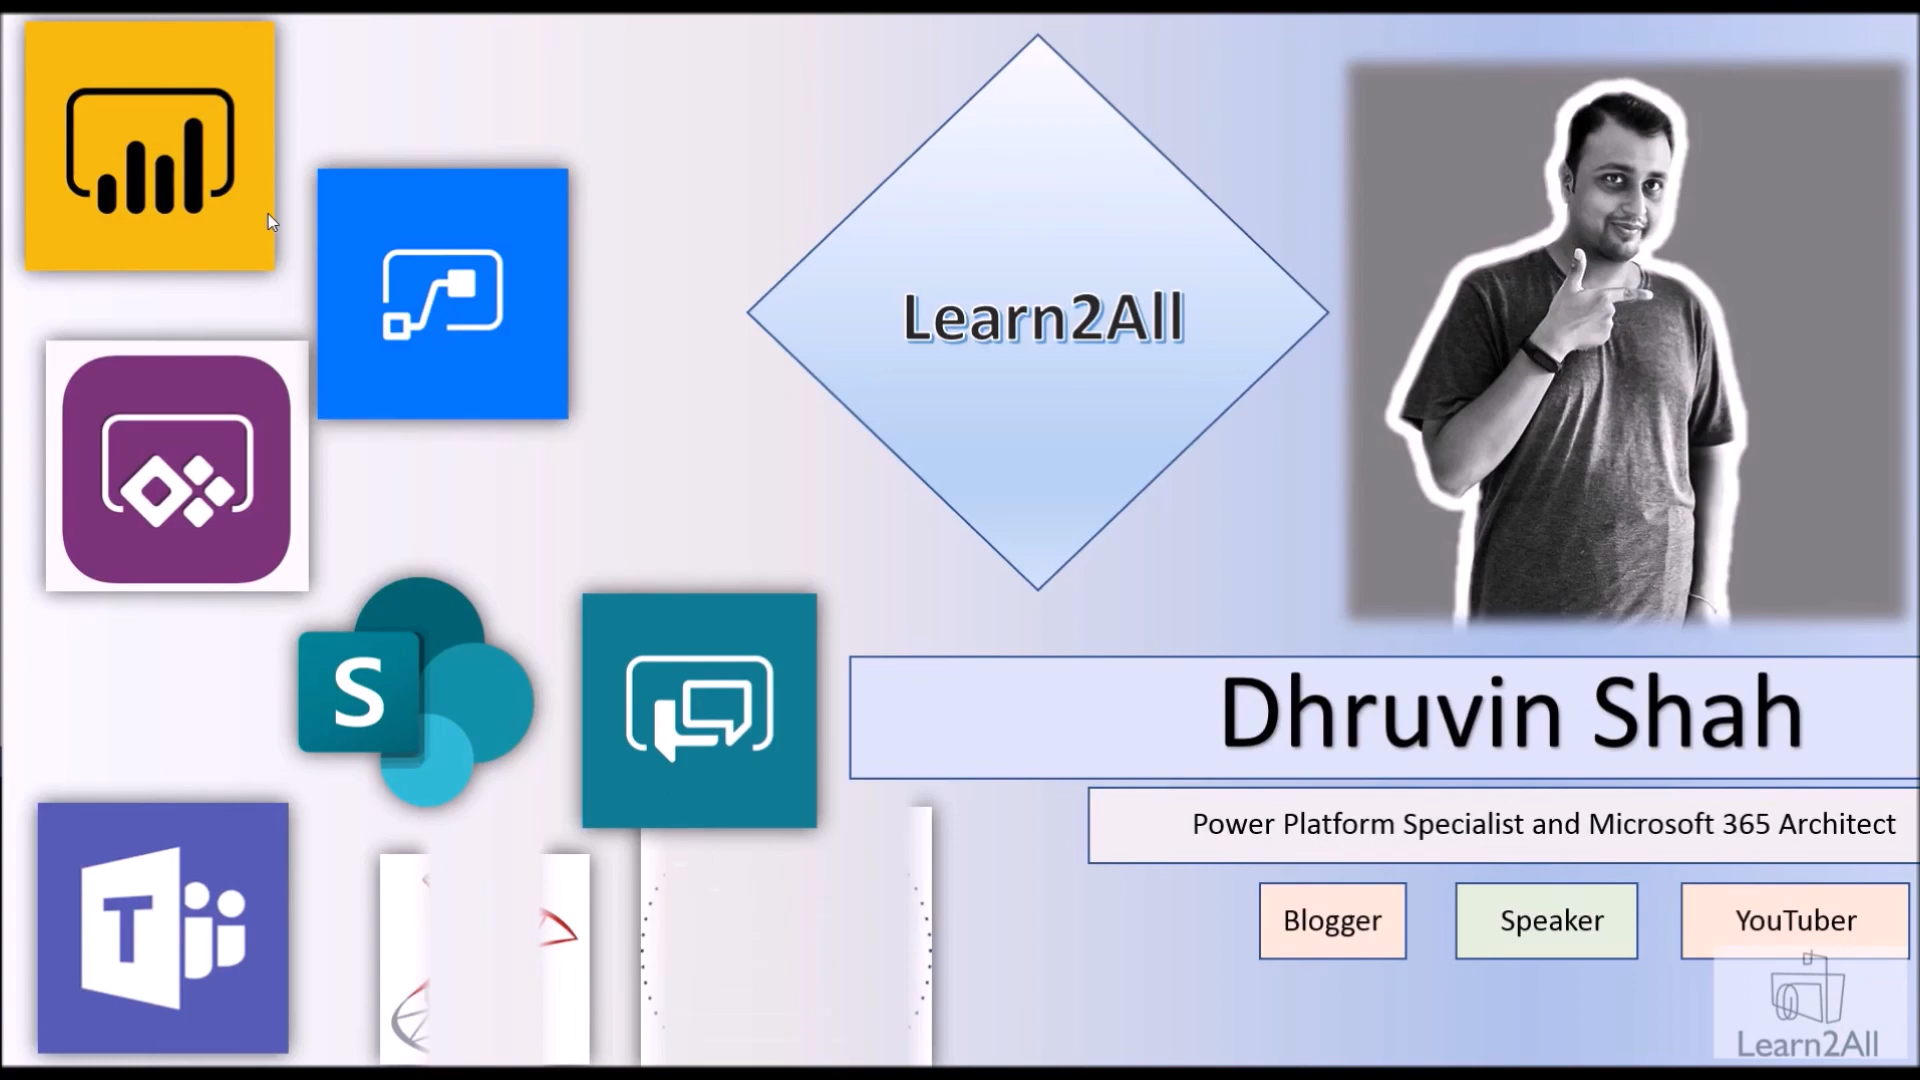 Learn2All
S
Dhruvin Shah
Power Platform Specialist and Microsoft 365 Architect
T
Blogger
Speaker
YouTuber
Learn2All